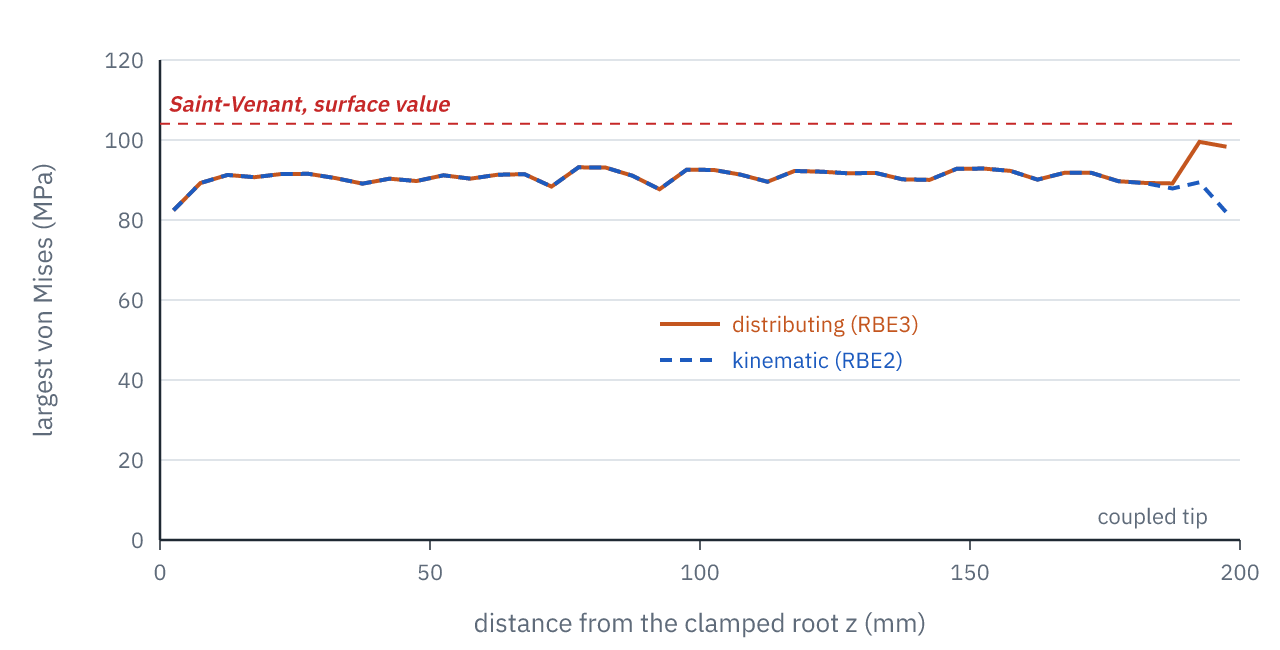 120
Saint-Venant, surface value
100
80
60
distributing (RBE3)
kinematic (RBE2)
40
20
coupled tip
0
0 50 100 150 200
distance from the clamped root z (mm)
largest von Mises (MPa)